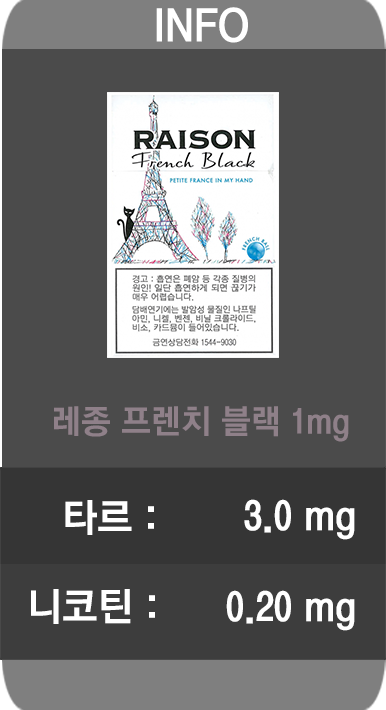 INFO
RAISON
French Black
PETITE FRANCE IN MY HAND
FRENCH KISS
경고 : 흡연은 폐암 등 각종 질병의
원인! 일단 흡연하게 되면 끊기가
매우 어렵습니다.
담배연기에는 발암성 물질인 나프틸
아민, 니켈, 벤젠, 비닐 크롤라이드,
비소, 카드뮴이 들어있습니다.
금연상담전화 1544-9030
레종 프렌치 블랙 1mg
타르 : 3.0 mg
니코틴 : 0.20 mg